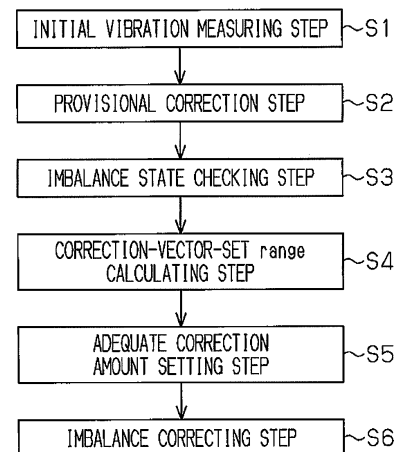 INITIAL VIBRATION MEASURING STEP ~S1
PROVISIONAL CORRECTION STEP ~S2
IMBALANCE STATE CHECKING STEP ~S3
CORRECTION-VECTOR-SET range
CALCULATING STEP ~S4
ADEQUATE CORRECTION
AMOUNT SETTING STEP ~S5
IMBALANCE CORRECTING STEP ~S6